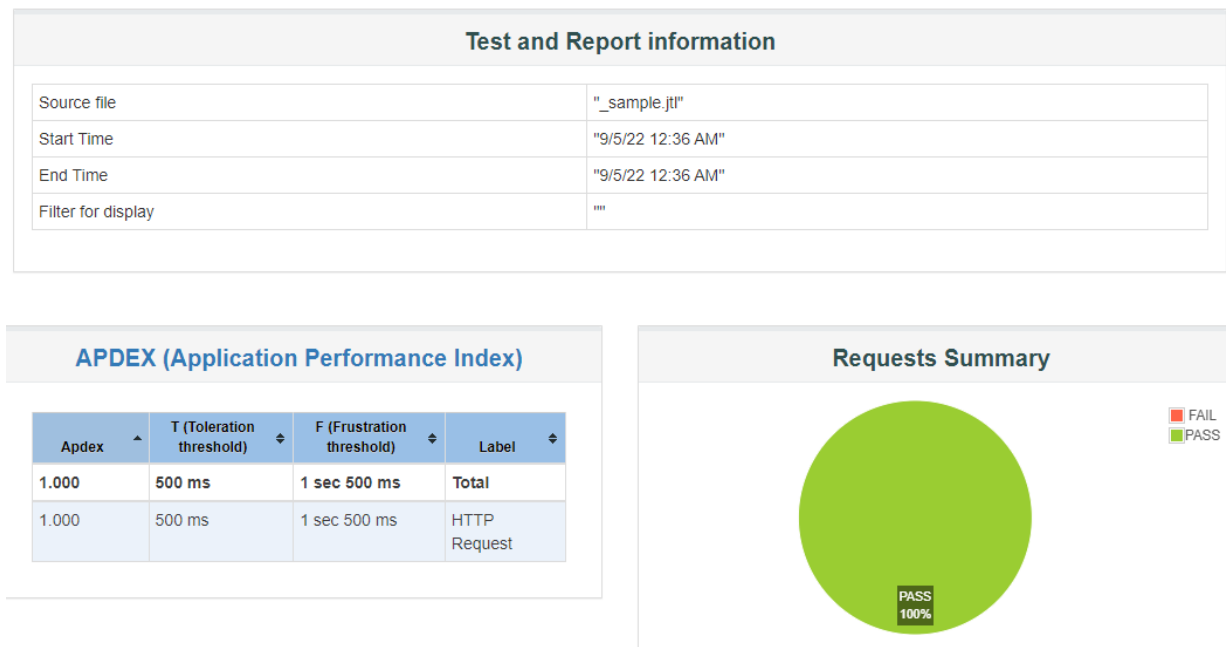 Test and Report information
Source file "_sample.jtl"
Start Time "9/5/22 12:36 AM"
End Time "9/5/22 12:36 AM"
Filter for display ""
APDEX (Application Performance Index)
Apdex T (Toleration threshold) F (Frustration threshold) Label
1.000 500 ms 1 sec 500 ms Total
1.000 500 ms 1 sec 500 ms HTTP Request
Requests Summary
FAIL
PASS
PASS
100%